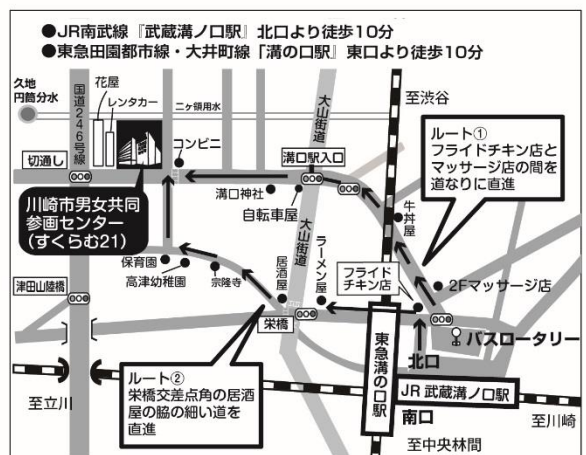 ●JR南武線『武蔵溝ノ口駅』北口より徒歩10分
●東急田園都市線・大井町線「溝の口駅」東口より徒歩10分
久地
円筒分水
花屋
レンタカー
国道246号線
二ヶ領用水
大山街道
至渋谷
コンビニ
切通し
溝口駅入口
ルート①
フライドチキン店と
マッサージ店の間を
道なりに直進
川崎市男女共同
参画センター
(すくらむ21)
溝口神社
自転車屋
牛丼屋
大山街道
保育園
高津幼稚園
宗隆寺
居酒屋
ラーメン屋
フライド
チキン店
2Fマッサージ店
津田山陸橋
栄橋
バスロータリー
北口
東急溝の口駅
ルート②
栄橋交差点角の居酒
屋の脇の細い道を
直進
JR 武蔵溝ノ口駅
南口
至立川
至川崎
至中央林間